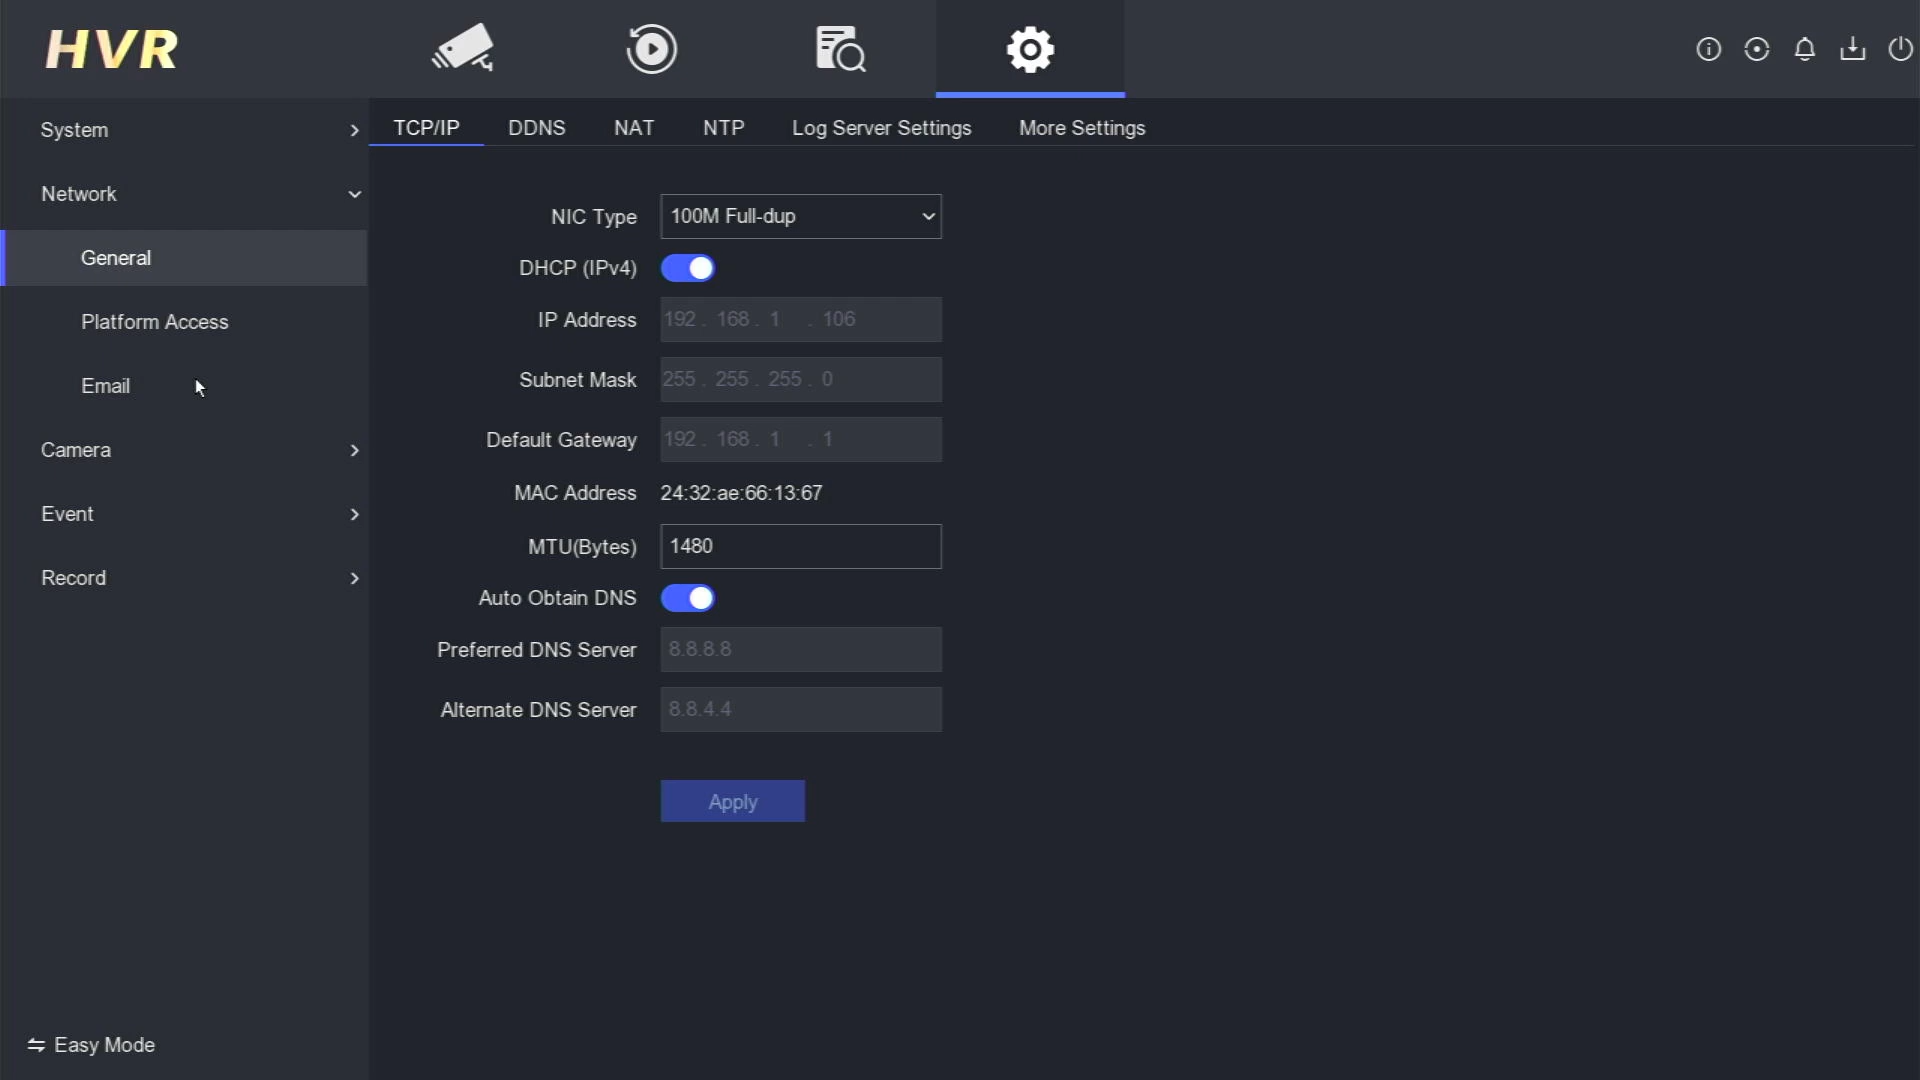 HVR
System
Network
General
Platform Access
Email
Camera
Event
Record
Easy Mode
TCP/IP DDNS NAT NTP Log Server Settings More Settings
NIC Type 100M Full-dup
DHCP (IPv4)
IP Address 192 . 168 . 1 . 106
Subnet Mask 255 . 255 . 255 . 0
Default Gateway 192 . 168 . 1 . 1
MAC Address 24:32:ae:66:13:67
MTU(Bytes) 1480
Auto Obtain DNS
Preferred DNS Server 8.8.8.8
Alternate DNS Server 8.8.4.4
Apply